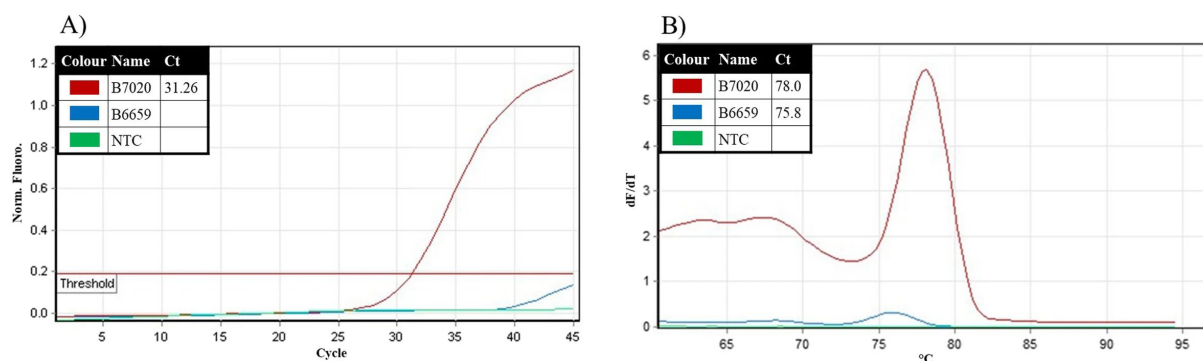 A)
Colour Name Ct
B7020 31.26
B6659
NTC
1.2
1.0
0.8
0.6
0.4
0.2
0.0
Norm. Fluoro.
Threshold
5 10 15 20 25 30 35 40 45
Cycle
B)
Colour Name Ct
B7020 78.0
B6659 75.8
NTC
6
5
4
3
2
1
0
dF/dT
65 70 75 80 85 90 95
°C